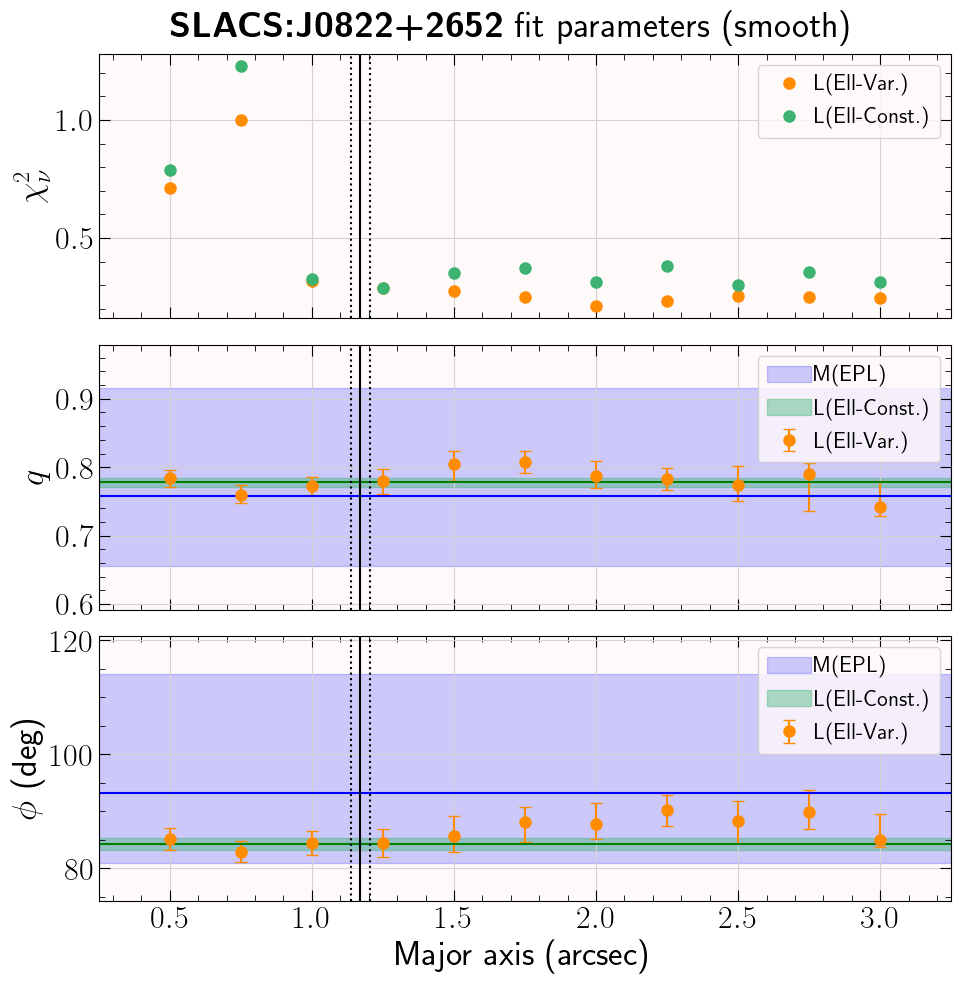 SLACS:J0822+2652 fit parameters (smooth)
χ²ᵥ
1.0
0.5
L(Ell-Var.)
L(Ell-Const.)
q
0.9
0.8
0.7
0.6
M(EPL)
L(Ell-Const.)
L(Ell-Var.)
ϕ (deg)
120
100
80
M(EPL)
L(Ell-Const.)
L(Ell-Var.)
0.5 1.0 1.5 2.0 2.5 3.0
Major axis (arcsec)